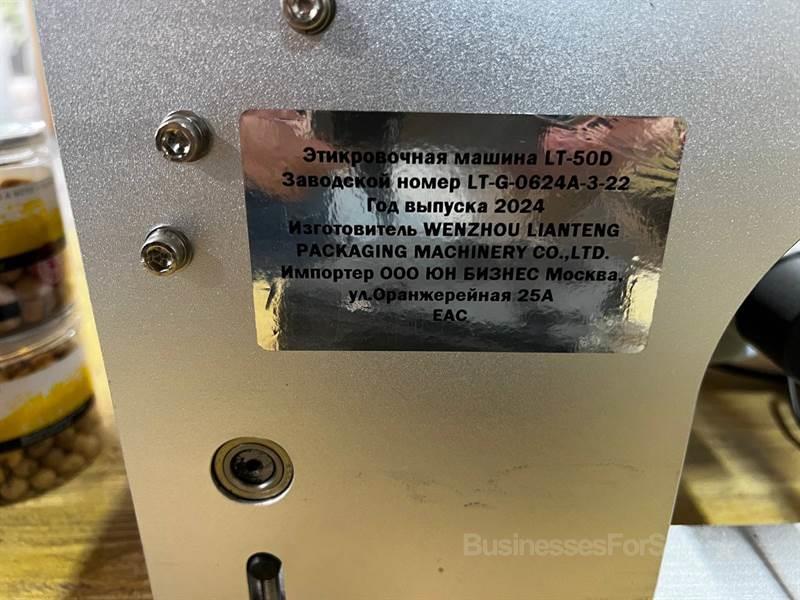 Этикровочная машина LT-50D
Заводской номер LT-G-0624A-3-22
Год выпуска 2024
Изготовитель WENZHOU LIANTENG
PACKAGING MACHINERY CO.,LTD.
Импортер ООО ЮН БИЗНЕС Москва,
ул.Оранжерейная 25А
EAC